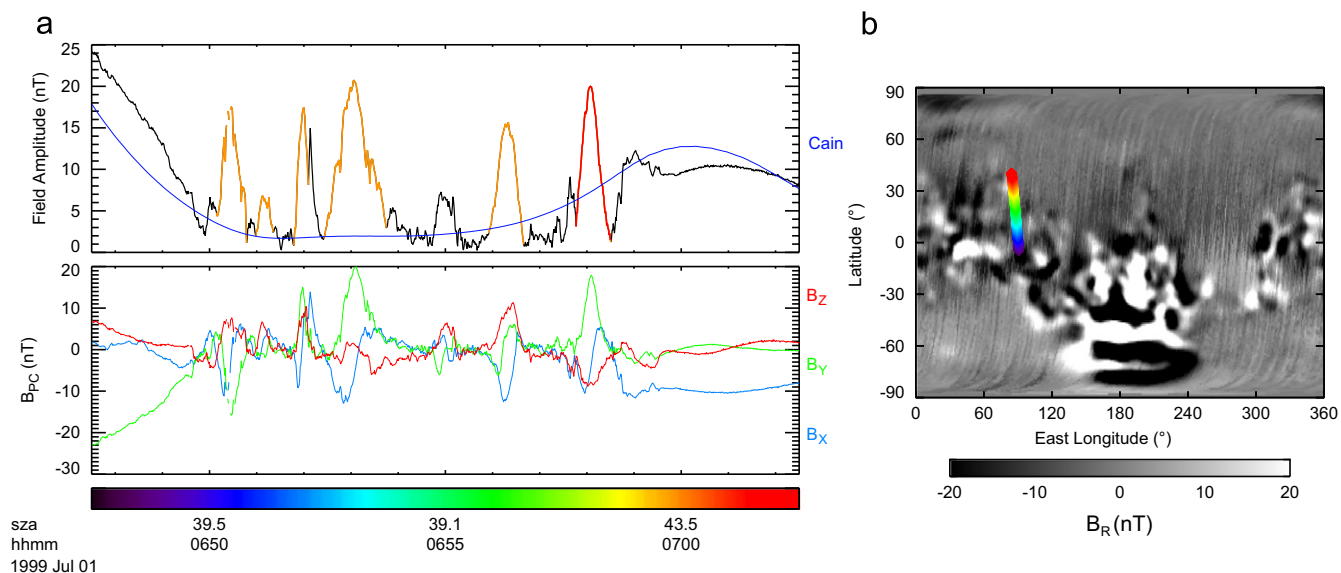 a
25
20
15
10
5
0
Field Amplitude (nT)
Cain
20
10
0
-10
-20
-30
B_PC (nT)
B_Z
B_Y
B_X
sza 39.5 39.1 43.5
hhmm 0650 0655 0700
1999 Jul 01
b
90
60
30
0
-30
-60
-90
Latitude (°)
0 60 120 180 240 300 360
East Longitude (°)
-20 -10 0 10 20
B_R (nT)